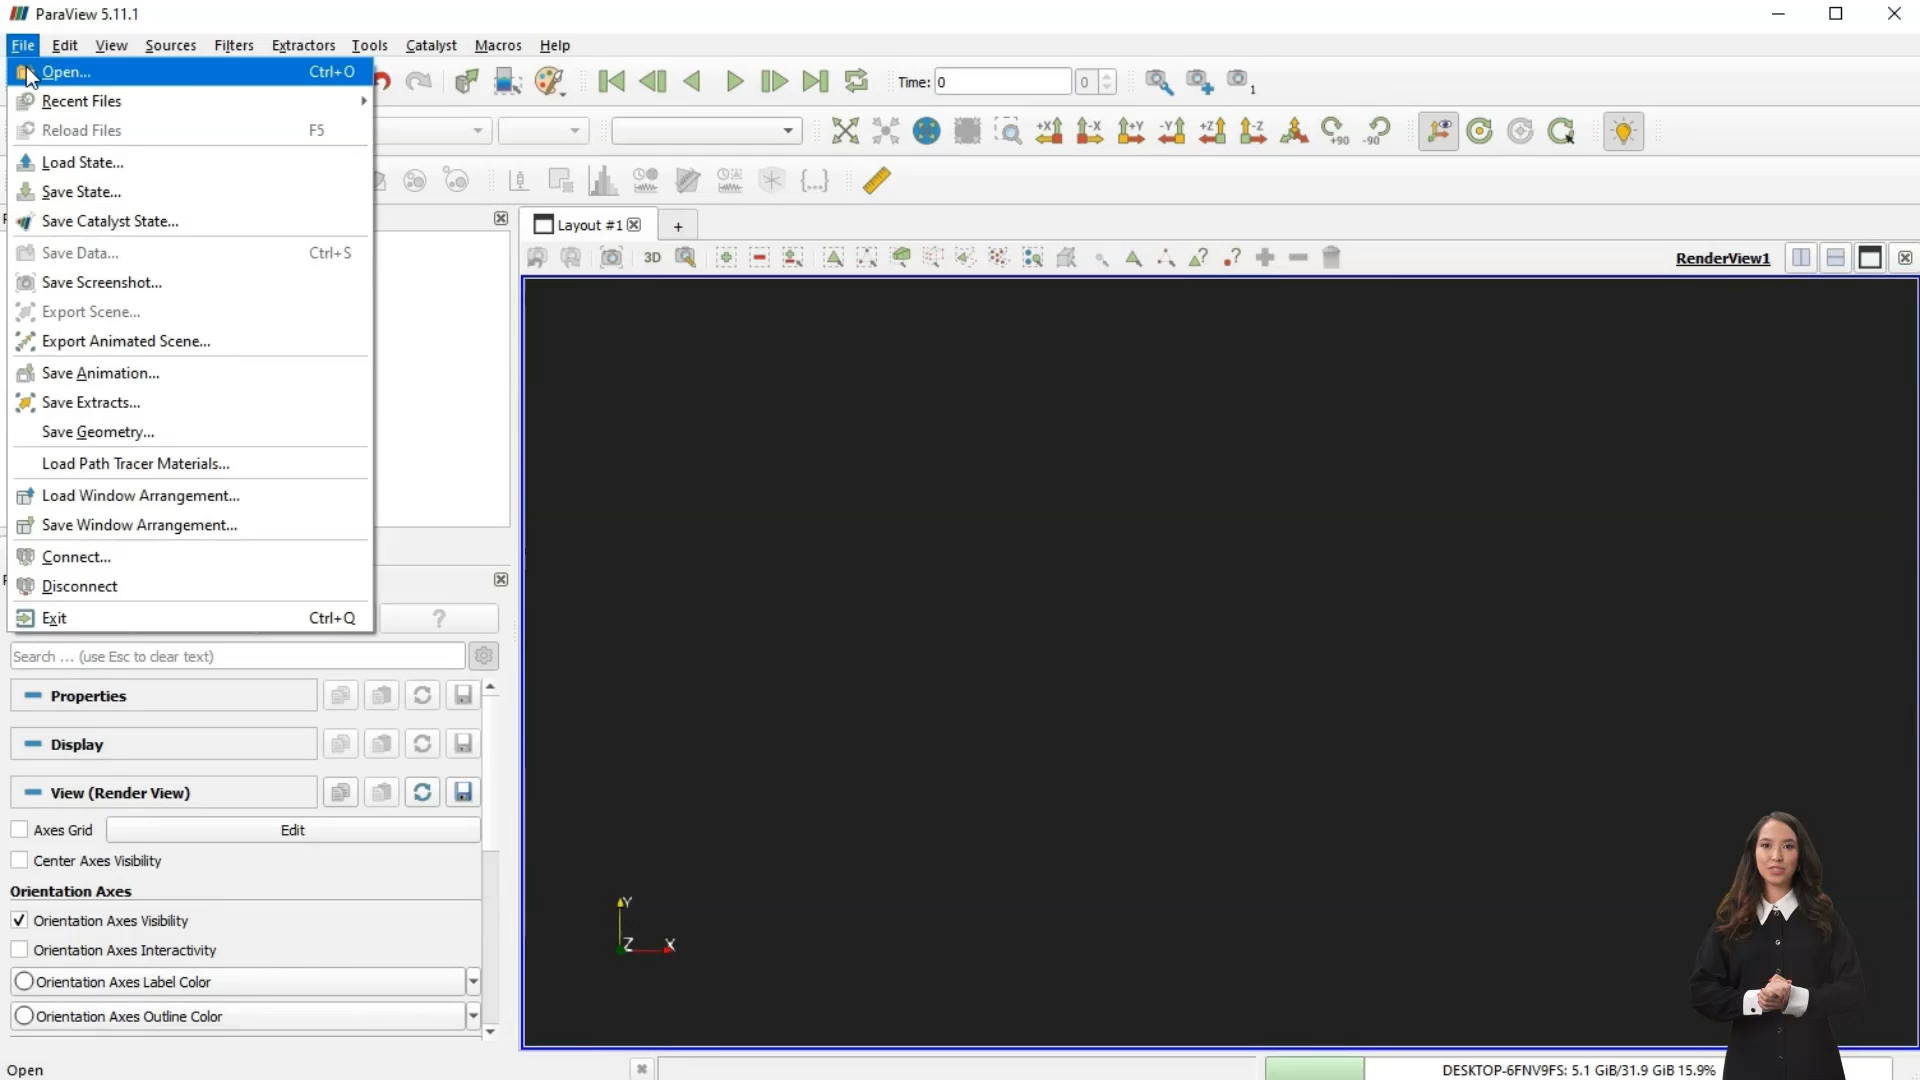 ParaView 5.11.1
File Edit View Sources Filters Extractors Tools Catalyst Macros Help
Open... Ctrl+O
Recent Files
Reload Files F5
Load State...
Save State...
Save Catalyst State...
Save Data... Ctrl+S
Save Screenshot...
Export Scene...
Export Animated Scene...
Save Animation...
Save Extracts...
Save Geometry...
Load Path Tracer Materials...
Load Window Arrangement...
Save Window Arrangement...
Connect...
Disconnect
Exit Ctrl+Q
Time: 0 0 1
+X -X +Y -Y +Z -Z +90 -90
Layout #1 +
3D
RenderView1
?
Search ... (use Esc to clear text)
Properties
Display
View (Render View)
Axes Grid Edit
Center Axes Visibility
Orientation Axes
Orientation Axes Visibility
Orientation Axes Interactivity
Orientation Axes Label Color
Orientation Axes Outline Color
Y
Z X
Open
DESKTOP-6FNV9FS: 5.1 GiB/31.9 GiB 15.9%